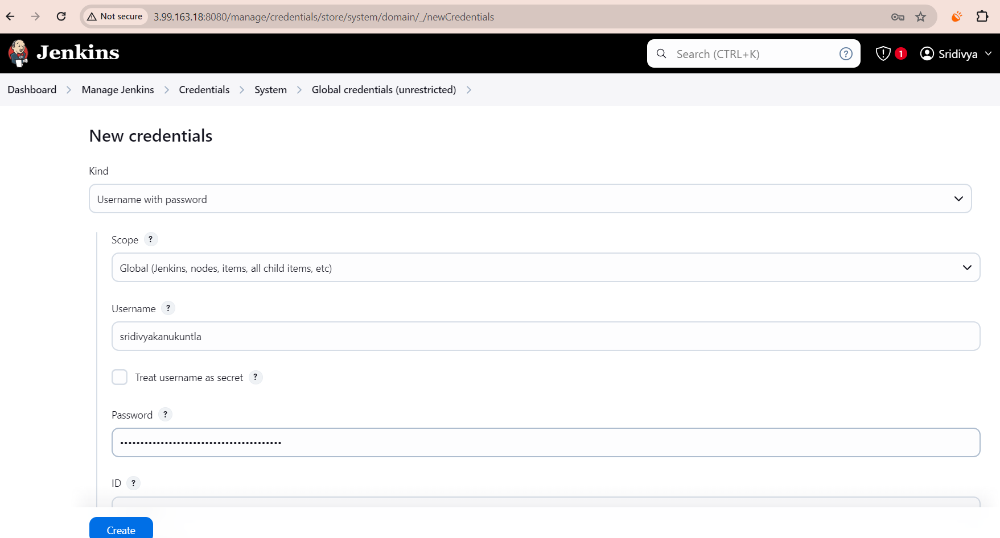 Not secure 3.99.163.18:8080/manage/credentials/store/system/domain/_/newCredentials
Jenkins Search (CTRL+K) ? 1 Sridivya
Dashboard Manage Jenkins Credentials System Global credentials (unrestricted)
New credentials
Kind
Username with password
Scope ?
Global (Jenkins, nodes, items, all child items, etc)
Username ?
sridivyakanukuntla
Treat username as secret ?
Password ?
••••••••••••••••••••••••••••••••••••••••
ID ?
Create